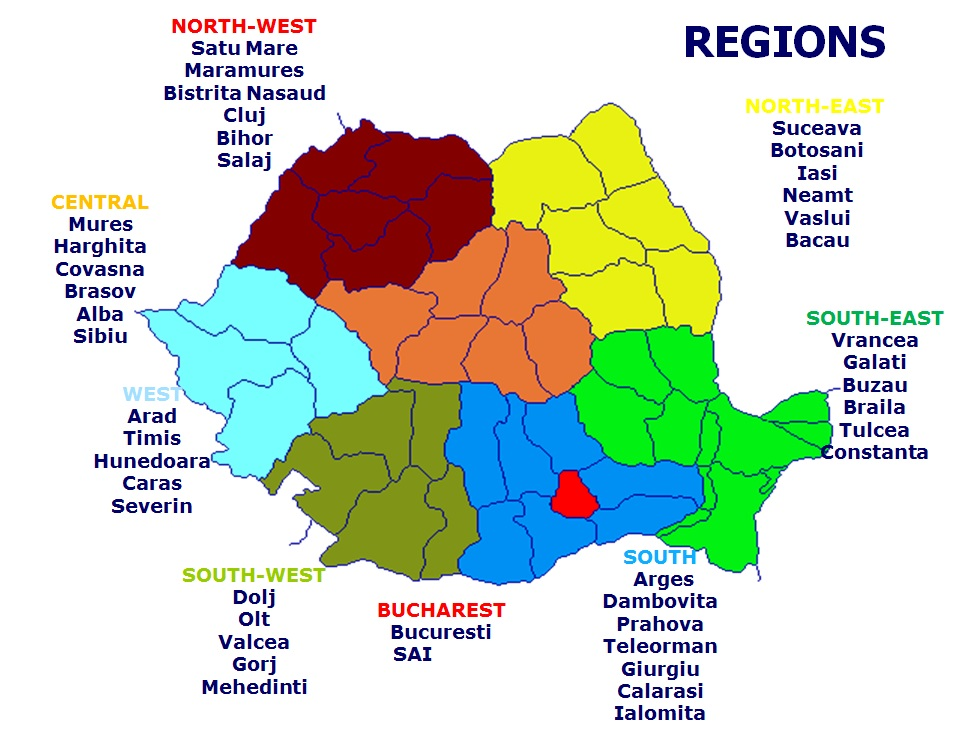 REGIONS
NORTH-WEST
Satu Mare
Maramures
Bistrita Nasaud
Cluj
Bihor
Salaj
NORTH-EAST
Suceava
Botosani
Iasi
Neamt
Vaslui
Bacau
CENTRAL
Mures
Harghita
Covasna
Brasov
Alba
Sibiu
SOUTH-EAST
Vrancea
Galati
Buzau
Braila
Tulcea
Constanta
WEST
Arad
Timis
Hunedoara
Caras
Severin
SOUTH-WEST
Dolj
Olt
Valcea
Gorj
Mehedinti
BUCHAREST
Bucuresti
SAI
SOUTH
Arges
Dambovita
Prahova
Teleorman
Giurgiu
Calarasi
Ialomita